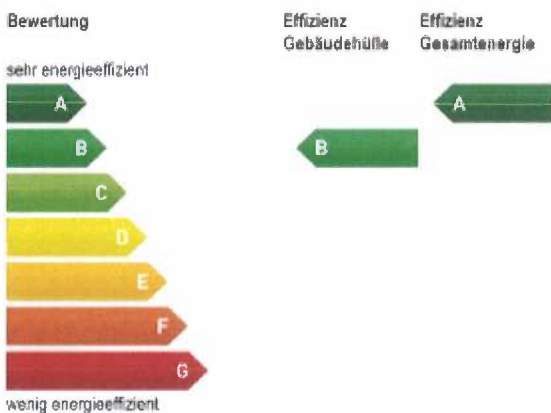 Bewertung
Effizienz
Gebäudehülle
Effizienz
Gesamtenergie
sehr energieeffizient
A
A
B
B
C
D
E
F
G
wenig energieeffizient